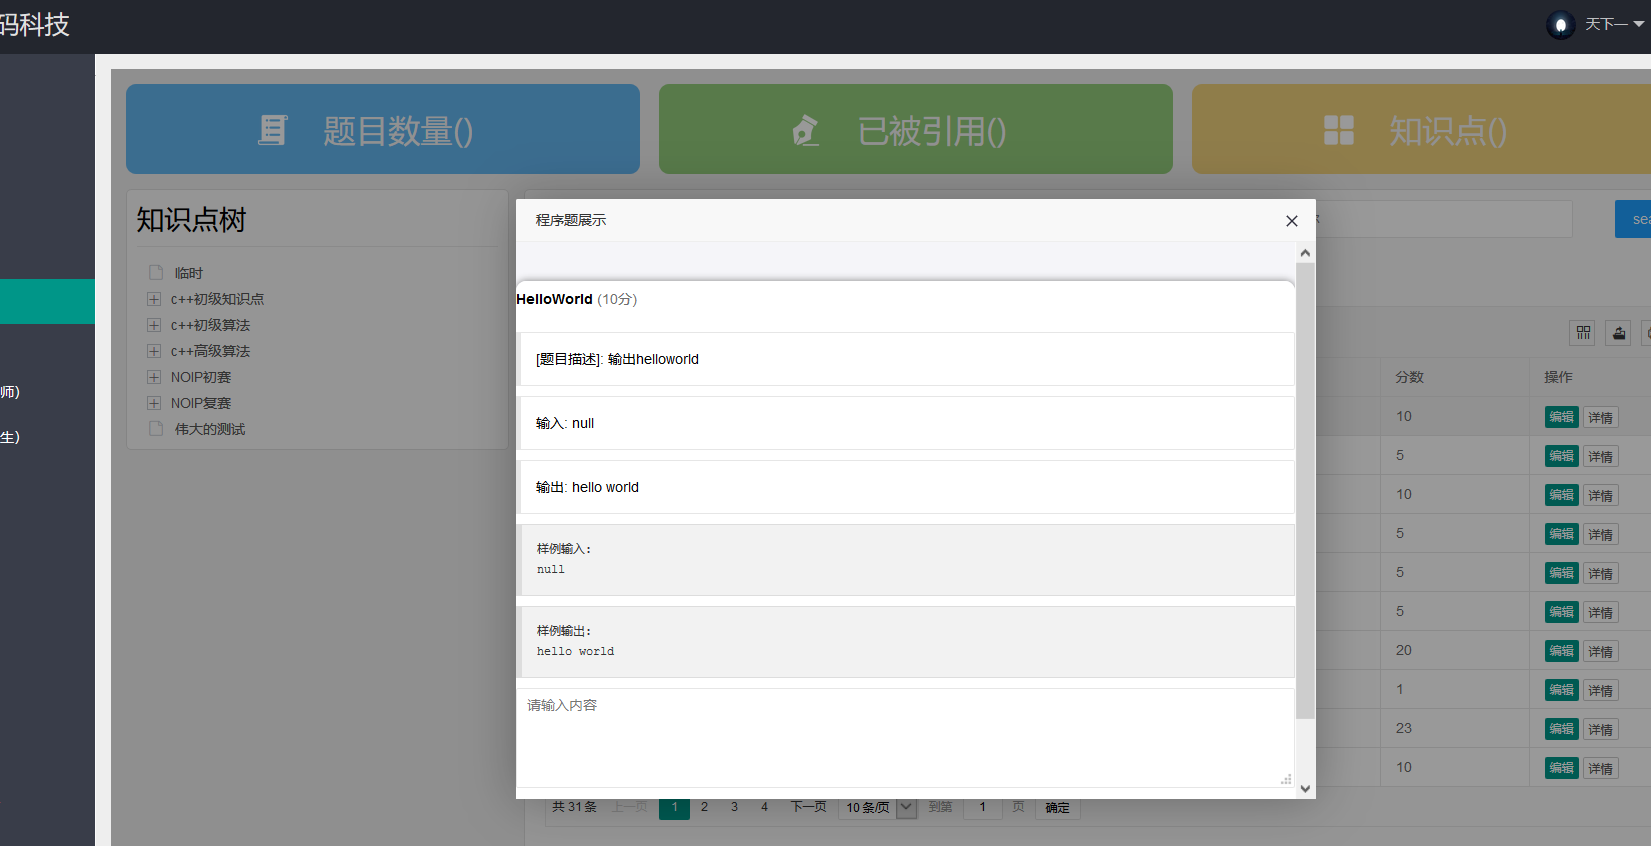 码科技
天下一
题目数量()
已被引用()
知识点()
知识点树
临时
c++初级知识点
c++初级算法
c++高级算法
NOIP初赛
NOIP复赛
伟大的测试
师)
生)
程序题展示
HelloWorld (10分)
[题目描述]: 输出helloworld
输入: null
输出: hello world
样例输入:
null
样例输出:
hello world
请输入内容
sea
分数 操作
10 编辑 详情
5 编辑 详情
10 编辑 详情
5 编辑 详情
5 编辑 详情
5 编辑 详情
20 编辑 详情
1 编辑 详情
23 编辑 详情
10 编辑 详情
共 31 条 上一页 1 2 3 4 下一页 10 条/页 到第 1 页 确定